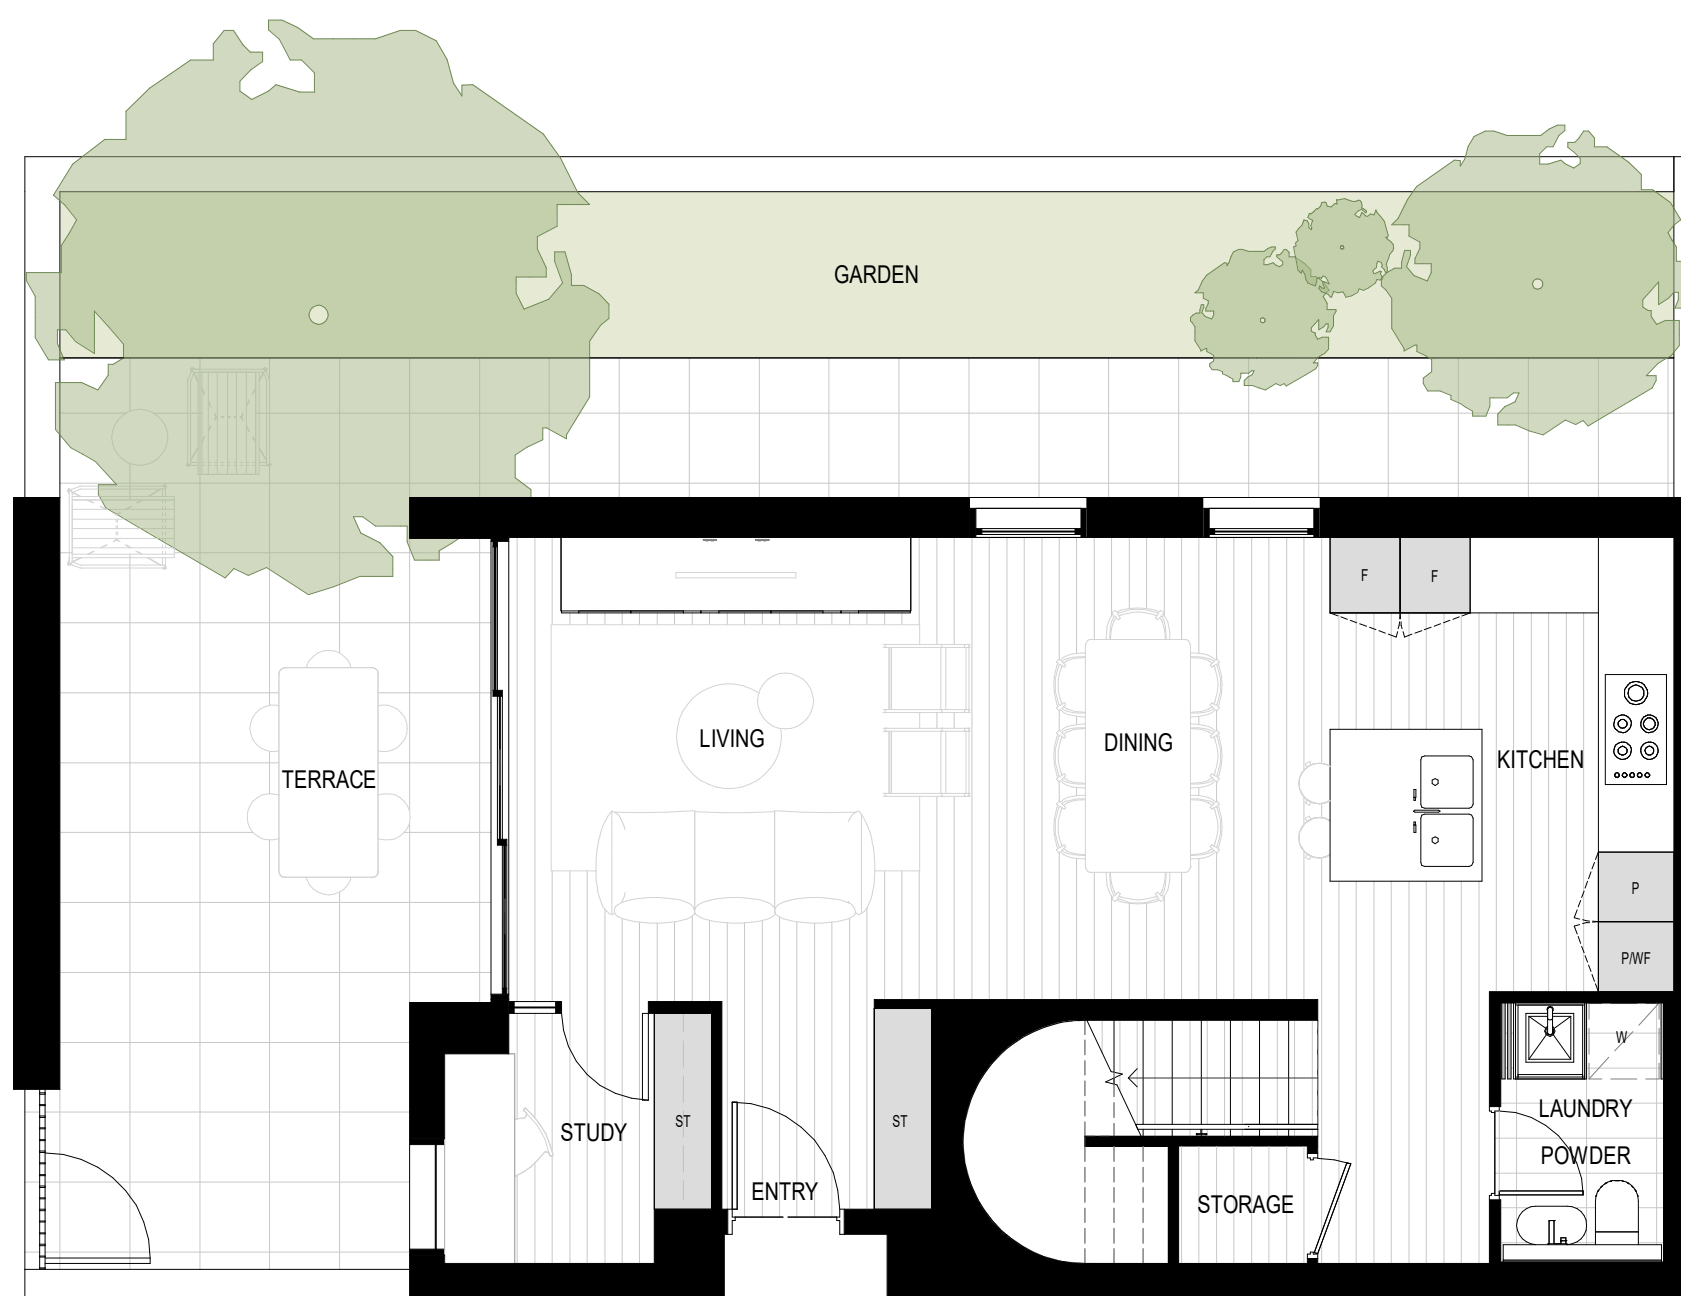 GARDEN
F
F
LIVING
DINING
KITCHEN
TERRACE
P
P/WF
W
LAUNDRY
STUDY
ST
ST
POWDER
ENTRY
STORAGE